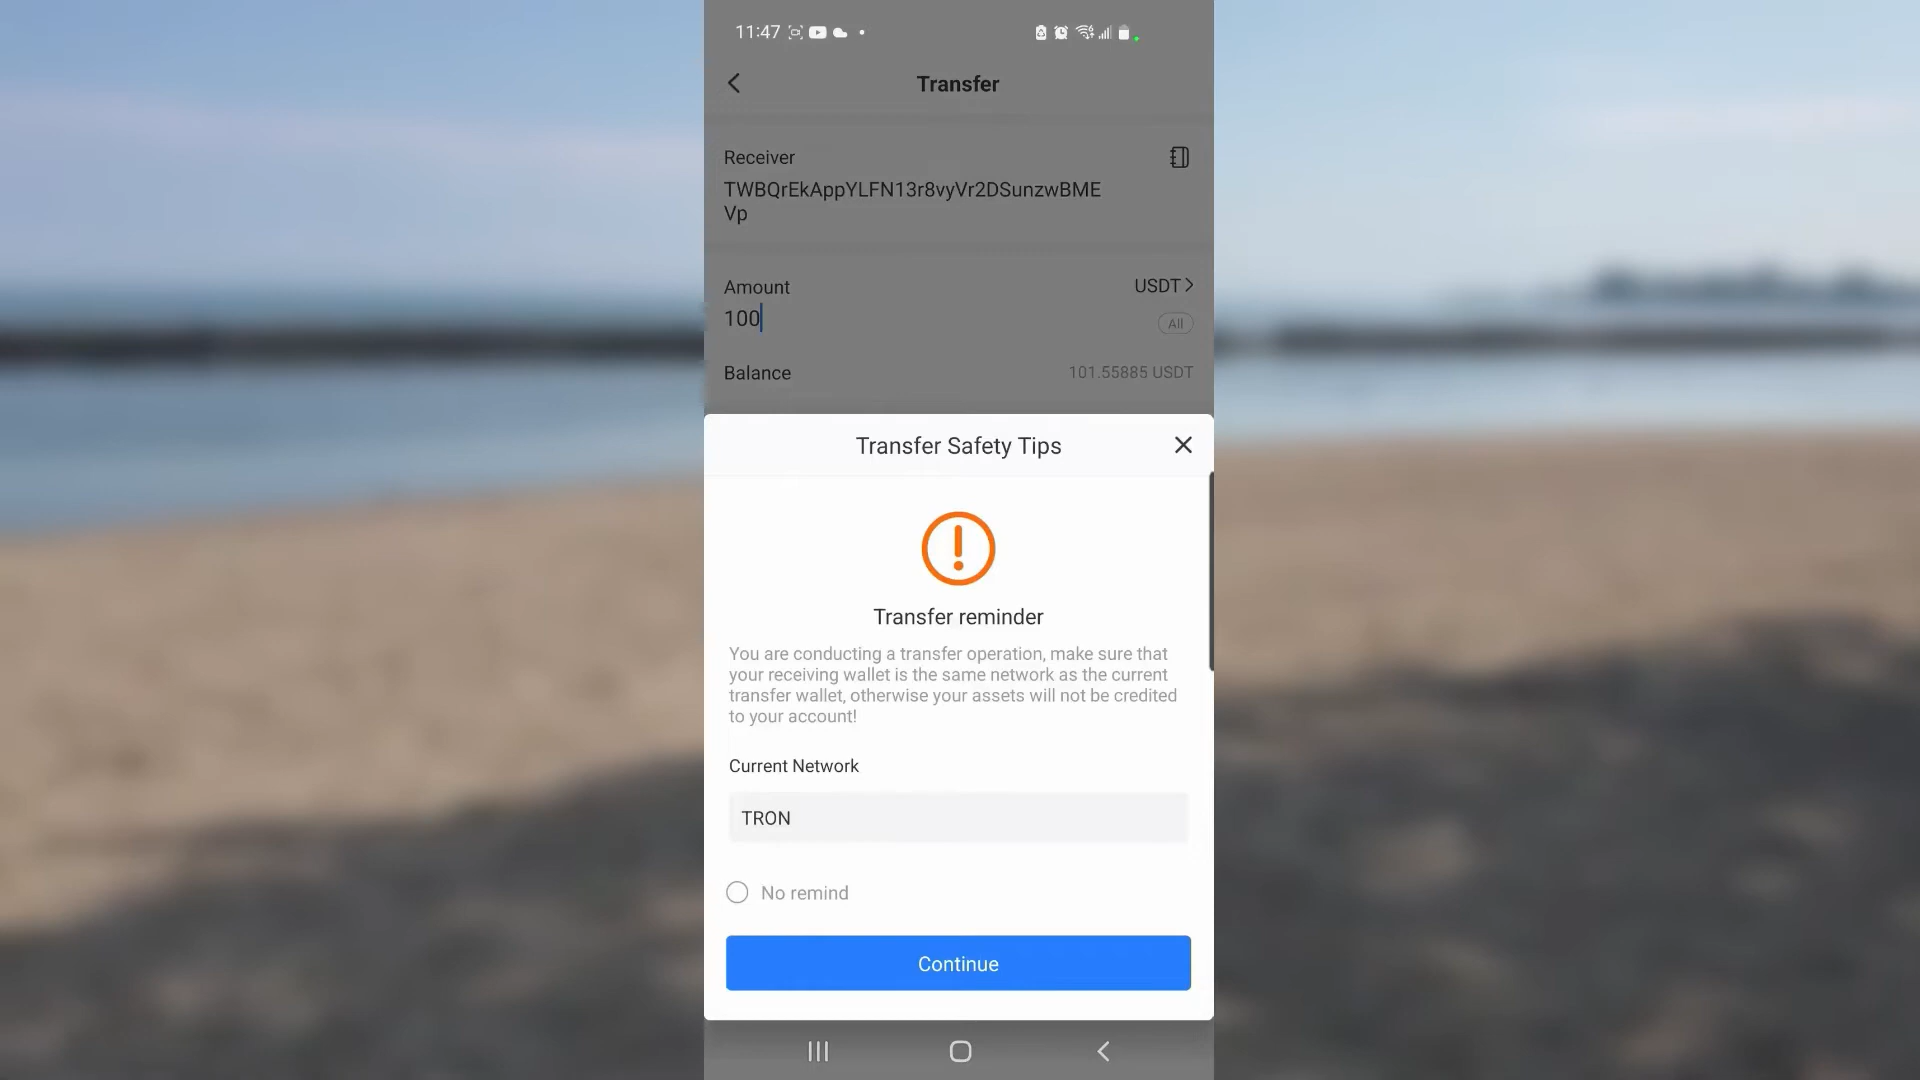 11:47
Transfer
Receiver
TWBQrEkAppYLFN13r8vyVr2DSunzwBME
Vp
Amount
USDT
100
All
Balance
101.55885 USDT
Transfer Safety Tips
Transfer reminder
You are conducting a transfer operation, make sure that
your receiving wallet is the same network as the current
transfer wallet, otherwise your assets will not be credited
to your account!
Current Network
TRON
No remind
Continue